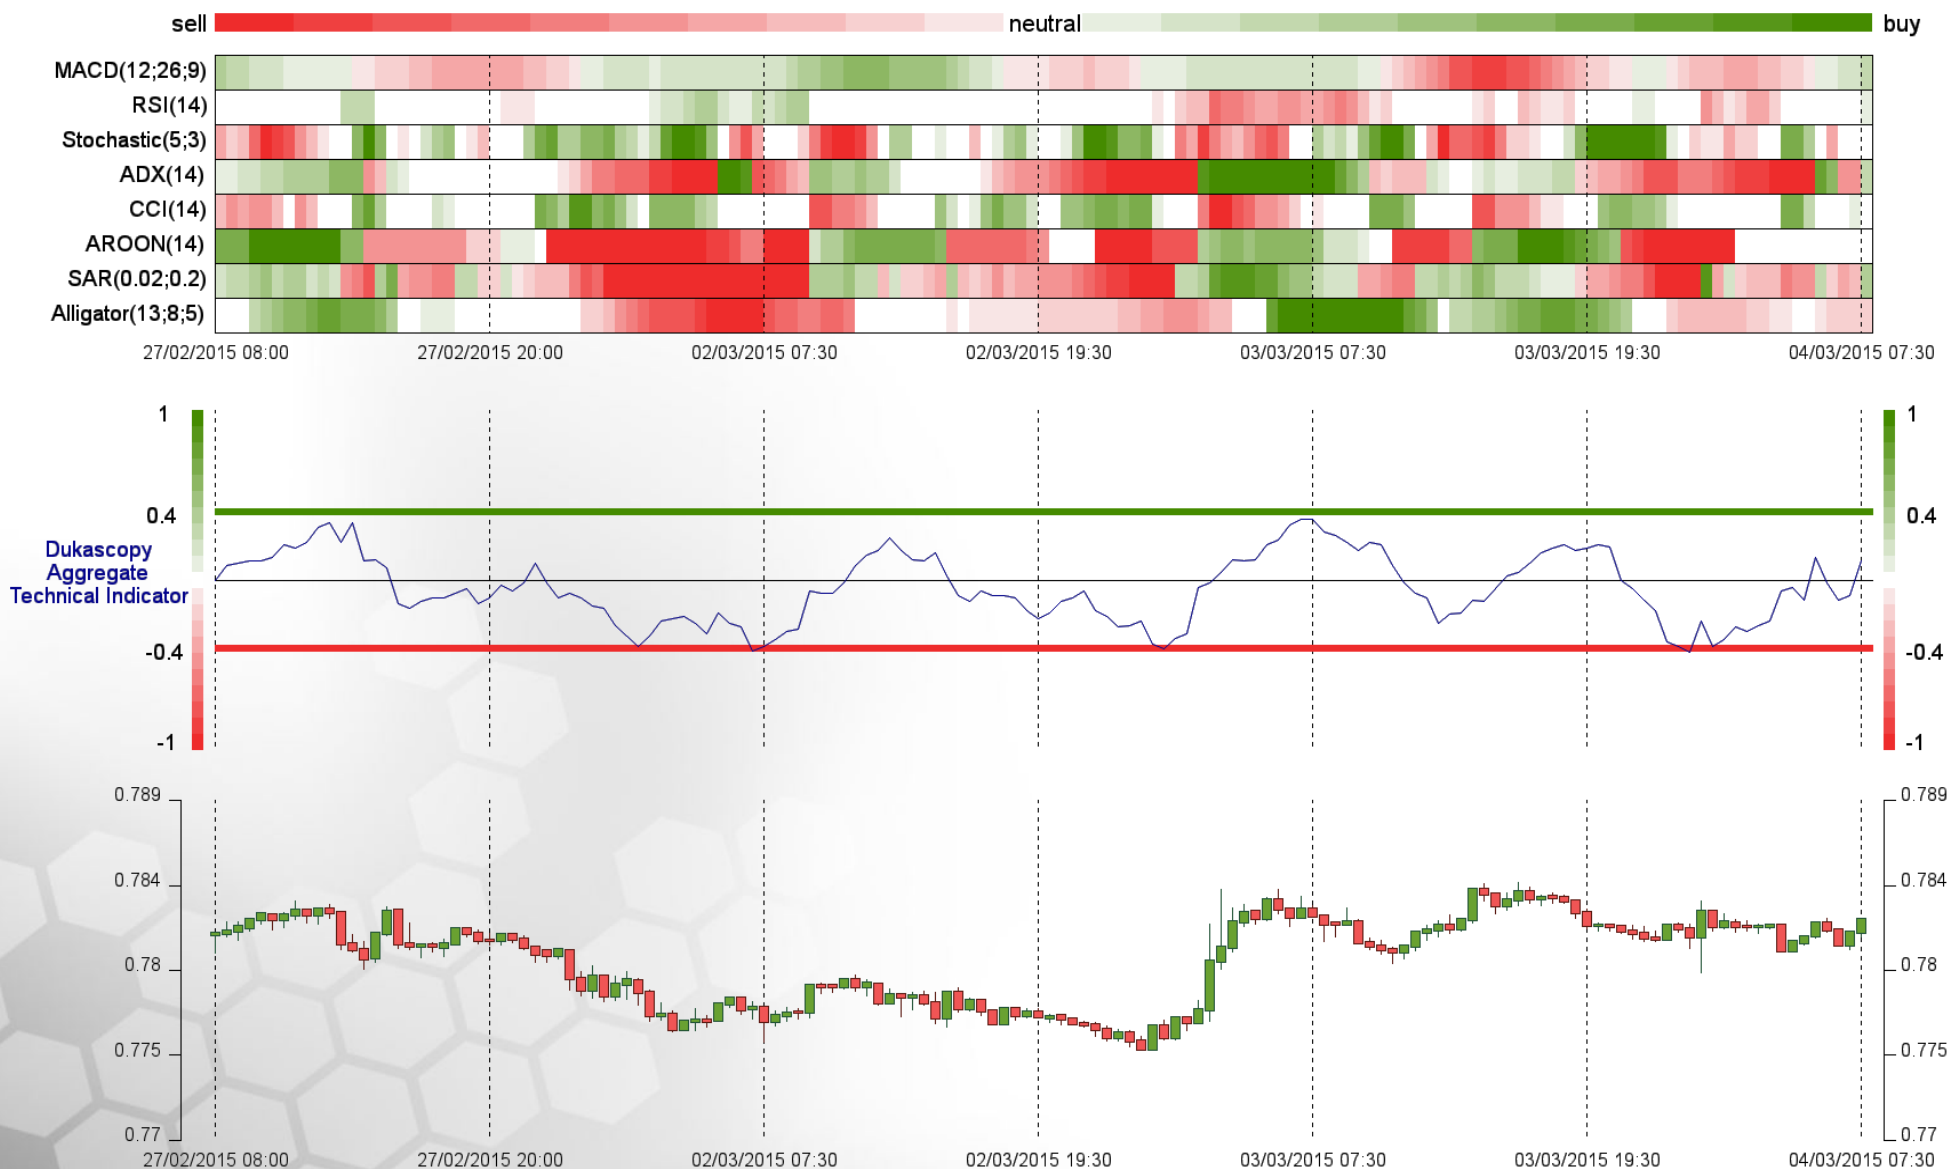 sell neutral buy
MACD(12;26;9)
RSI(14)
Stochastic(5;3)
ADX(14)
CCI(14)
AROON(14)
SAR(0.02;0.2)
Alligator(13;8;5)
27/02/2015 08:00 27/02/2015 20:00 02/03/2015 07:30 02/03/2015 19:30 03/03/2015 07:30 03/03/2015 19:30 04/03/2015 07:30
1 1
0.4 0.4
Dukascopy
Aggregate
Technical Indicator
-0.4 -0.4
-1 -1
0.789 0.789
0.784 0.784
0.78 0.78
0.775 0.775
0.77 0.77
27/02/2015 08:00 27/02/2015 20:00 02/03/2015 07:30 02/03/2015 19:30 03/03/2015 07:30 03/03/2015 19:30 04/03/2015 07:30